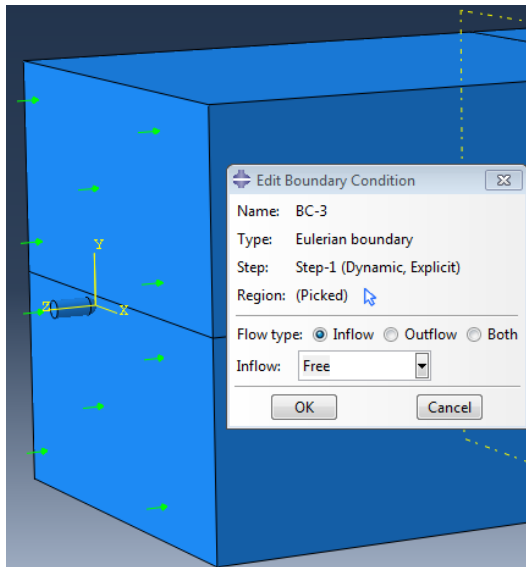 Y
Z
X
Edit Boundary Condition
Name: BC-3
Type: Eulerian boundary
Step: Step-1 (Dynamic, Explicit)
Region: (Picked)
Flow type: Inflow Outflow Both
Inflow: Free
OK Cancel